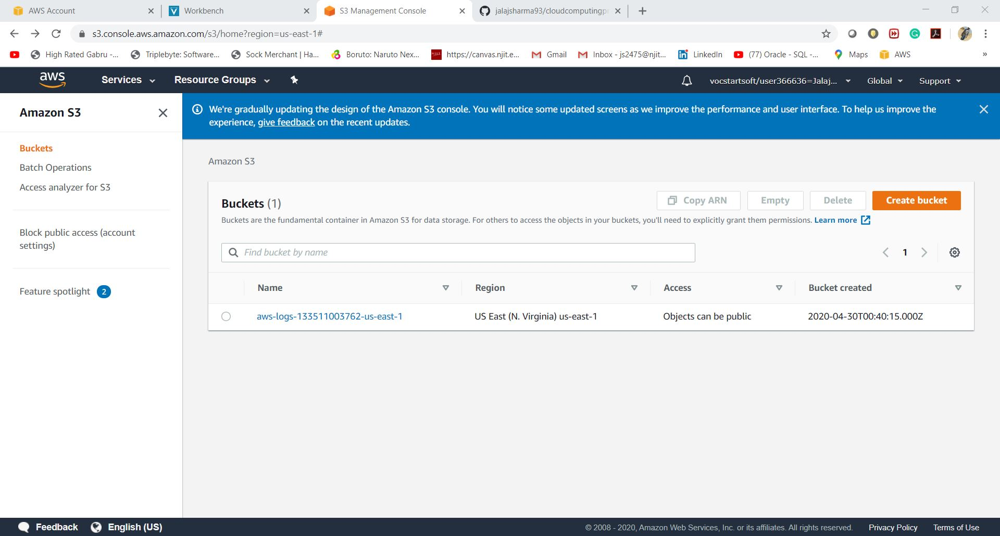 AWS Account
Workbench
S3 Management Console
jalajsharma93/cloudcomputingpr
s3.console.aws.amazon.com/s3/home?region=us-east-1#
High Rated Gabru -...
Triplebyte: Software...
Sock Merchant | Ha...
Boruto: Naruto Nex...
https://canvas.njit.e...
Gmail
Inbox - js2475@njit...
LinkedIn
(77) Oracle - SQL -...
Maps
AWS
»
aws
Services
Resource Groups
vocstartsoft/user366636=Jalaj...
Global
Support
Amazon S3
Buckets
Batch Operations
Access analyzer for S3
Block public access (account
settings)
Feature spotlight 2
We're gradually updating the design of the Amazon S3 console. You will notice some updated screens as we improve the performance and user interface. To help us improve the
experience, give feedback on the recent updates.
Amazon S3
Buckets (1)
Copy ARN
Empty
Delete
Create bucket
Buckets are the fundamental container in Amazon S3 for data storage. For others to access the objects in your buckets, you'll need to explicitly grant them permissions. Learn more
Find bucket by name
1
Name
Region
Access
Bucket created
aws-logs-133511003762-us-east-1
US East (N. Virginia) us-east-1
Objects can be public
2020-04-30T00:40:15.000Z
Feedback
English (US)
© 2008 - 2020, Amazon Web Services, Inc. or its affiliates. All rights reserved.
Privacy Policy
Terms of Use